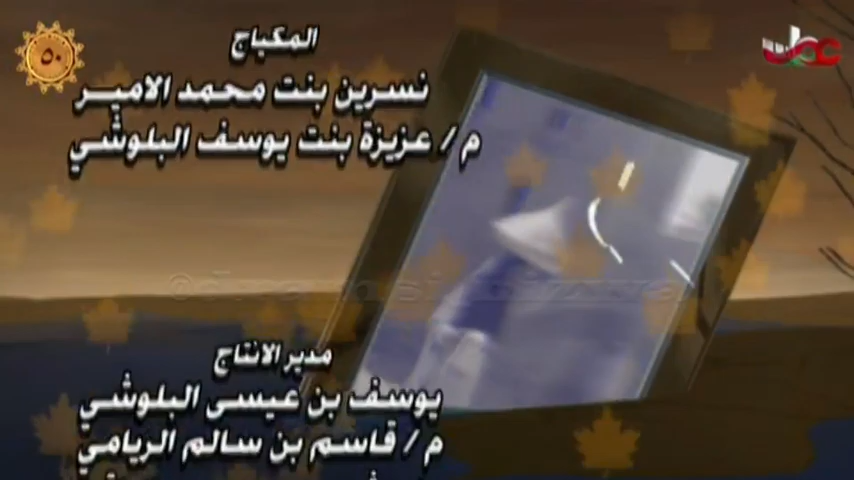 ٥٠
عمان
المكياج
نسرين بنت محمد الامير
م/ عزيزة بنت يوسف البلوشي
مدير الانتاج
يوسف بن عيسى البلوشي
م/ قاسم بن سالم الريامي